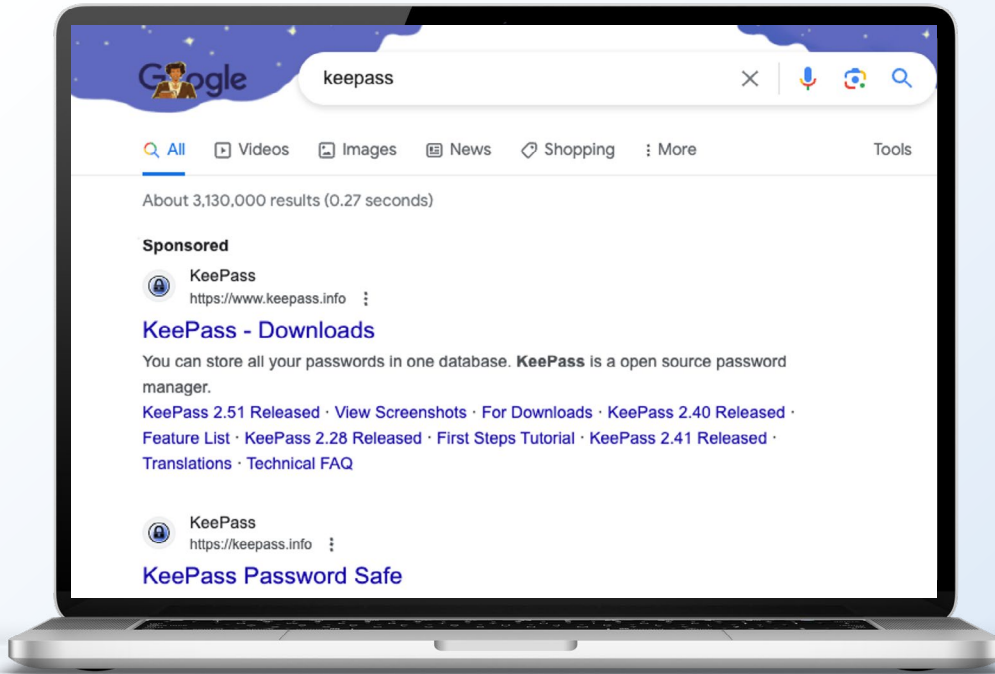 Google
keepass
All
Videos
Images
News
Shopping
More
Tools
About 3,130,000 results (0.27 seconds)
Sponsored
KeePass
https://www.keepass.info
KeePass - Downloads
You can store all your passwords in one database. KeePass is a open source password
manager.
KeePass 2.51 Released · View Screenshots · For Downloads · KeePass 2.40 Released ·
Feature List · KeePass 2.28 Released · First Steps Tutorial · KeePass 2.41 Released ·
Translations · Technical FAQ
KeePass
https://keepass.info
KeePass Password Safe